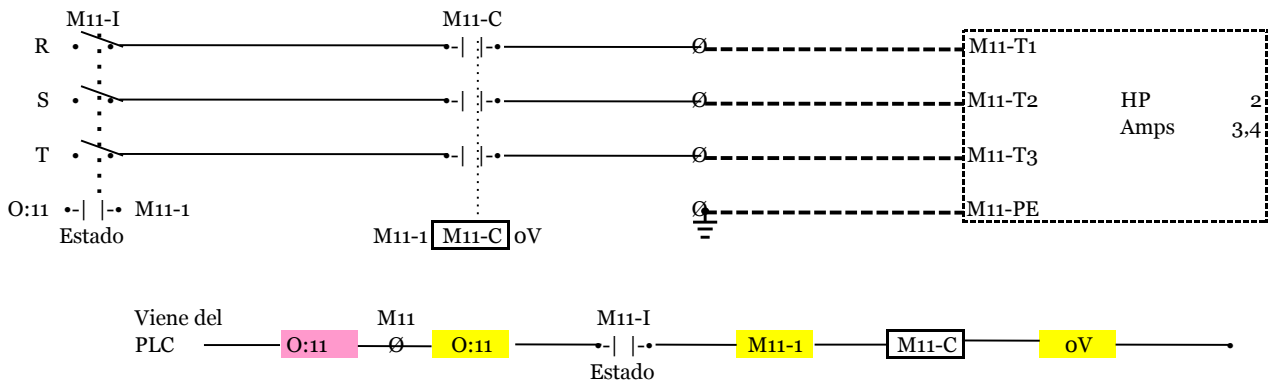 M11-I M11-C
R M11-T1
S M11-T2 HP 2
Amps 3,4
T M11-T3
O:11 M11-1 Ø M11-PE
Estado M11-1 M11-C 0V
Viene del M11 M11-I
PLC O:11 Ø O:11 M11-1 M11-C 0V
Estado